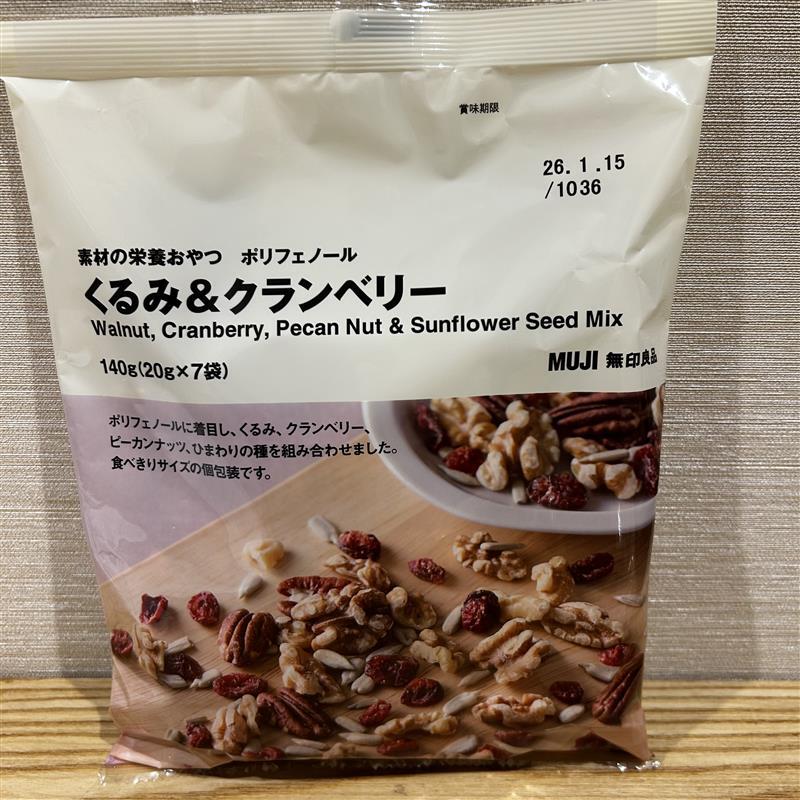 賞味期限
26.1.15
/1036
素材の栄養おやつ ポリフェノール
くるみ&クランベリー
Walnut, Cranberry, Pecan Nut & Sunflower Seed Mix
140g(20g×7袋)
MUJI 無印良品
ポリフェノールに着目し、くるみ、クランベリー、
ピーカンナッツ、ひまわりの種を組み合わせました。
食べきりサイズの個包装です。